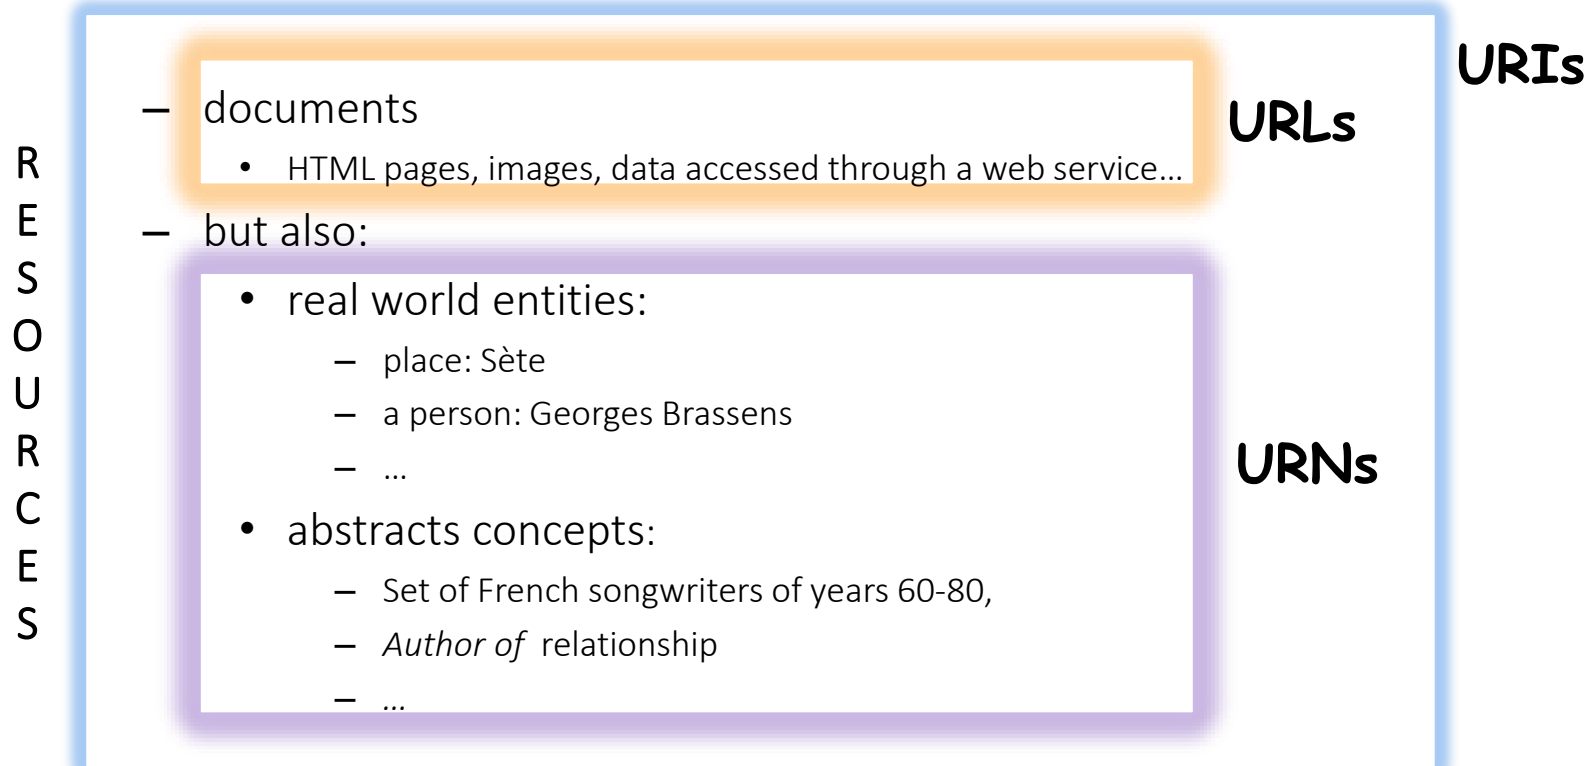 URIs
– documents
URLs
• HTML pages, images, data accessed through a web service...
– but also:
• real world entities:
– place: Sète
– a person: Georges Brassens
– ...
URNs
• abstracts concepts:
– Set of French songwriters of years 60-80,
– Author of relationship
– ...
R
E
S
O
U
R
C
E
S